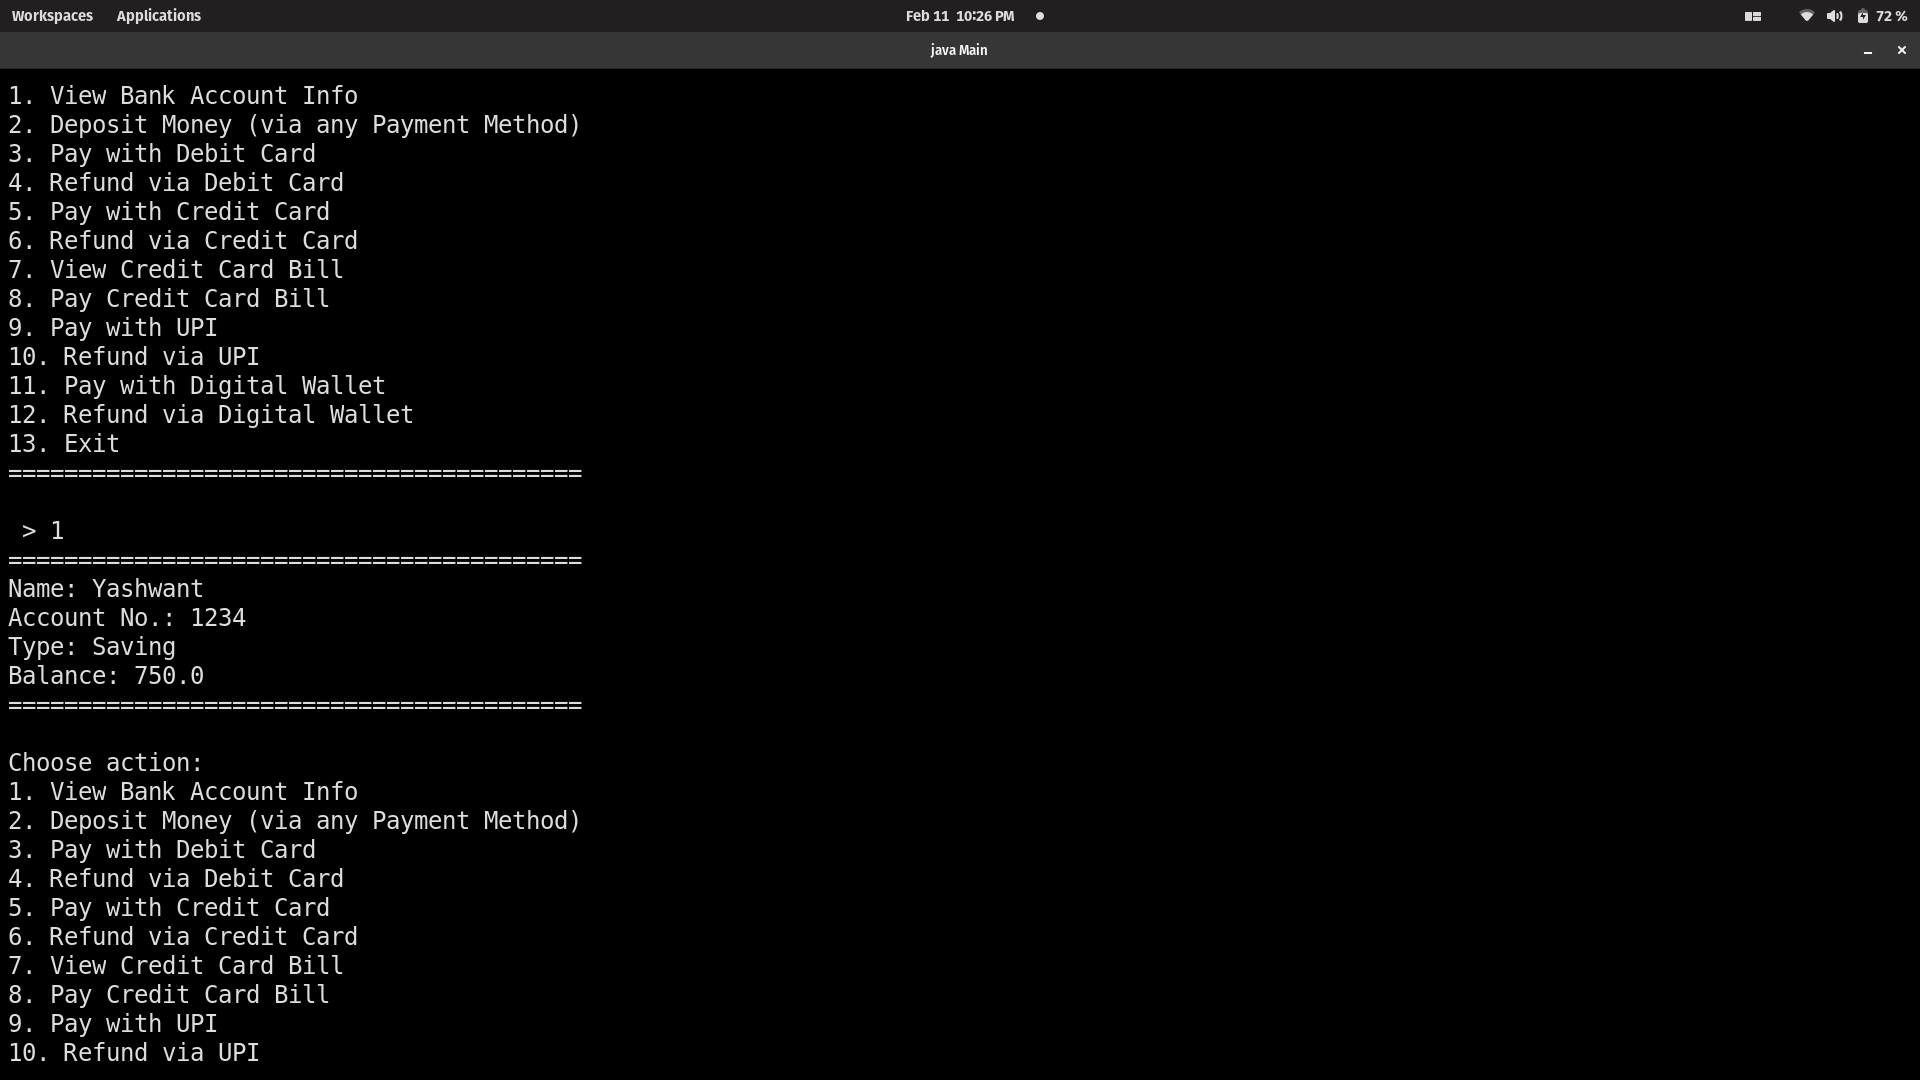 Workspaces Applications Feb 11 10:26 PM 72 %
java Main
1. View Bank Account Info
2. Deposit Money (via any Payment Method)
3. Pay with Debit Card
4. Refund via Debit Card
5. Pay with Credit Card
6. Refund via Credit Card
7. View Credit Card Bill
8. Pay Credit Card Bill
9. Pay with UPI
10. Refund via UPI
11. Pay with Digital Wallet
12. Refund via Digital Wallet
13. Exit
=========================================
> 1
=========================================
Name: Yashwant
Account No.: 1234
Type: Saving
Balance: 750.0
=========================================
Choose action:
1. View Bank Account Info
2. Deposit Money (via any Payment Method)
3. Pay with Debit Card
4. Refund via Debit Card
5. Pay with Credit Card
6. Refund via Credit Card
7. View Credit Card Bill
8. Pay Credit Card Bill
9. Pay with UPI
10. Refund via UPI